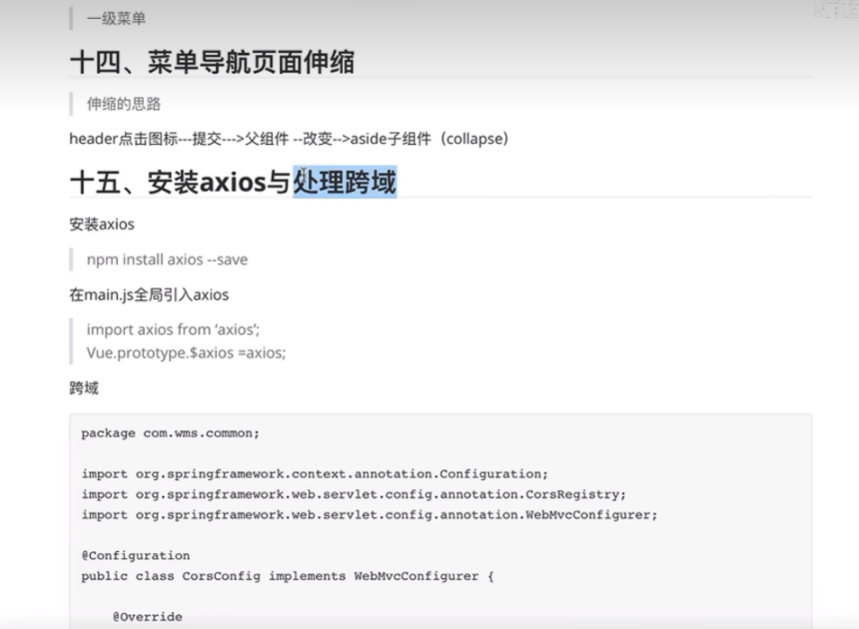 一级菜单
十四、菜单导航页面伸缩
伸缩的思路
header点击图标---提交--->父组件 --改变-->aside子组件（collapse）
十五、安装axios与处理跨域
安装axios
npm install axios --save
在main.js全局引入axios
import axios from ‘axios’;
Vue.prototype.$axios =axios;
跨域
package com.wms.common;
import org.springframework.context.annotation.Configuration;
import org.springframework.web.servlet.config.annotation.CorsRegistry;
import org.springframework.web.servlet.config.annotation.WebMvcConfigurer;
@Configuration
public class CorsConfig implements WebMvcConfigurer {
@Override